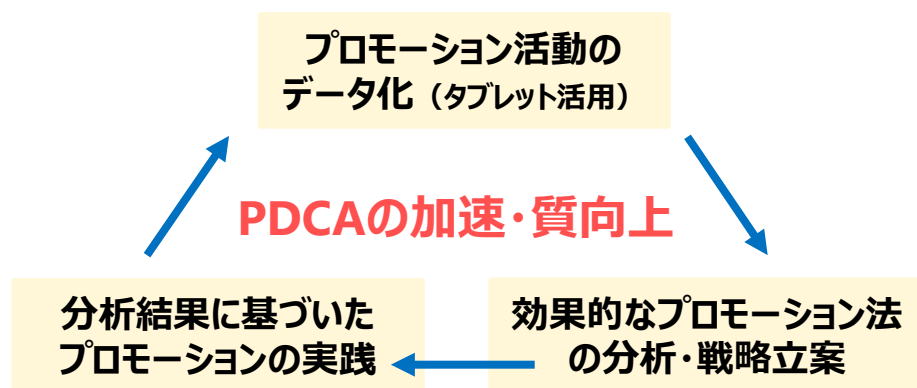 プロモーション活動の
データ化（タブレット活用）
PDCAの加速・質向上
分析結果に基づいた
プロモーションの実践
効果的なプロモーション法
の分析・戦略立案